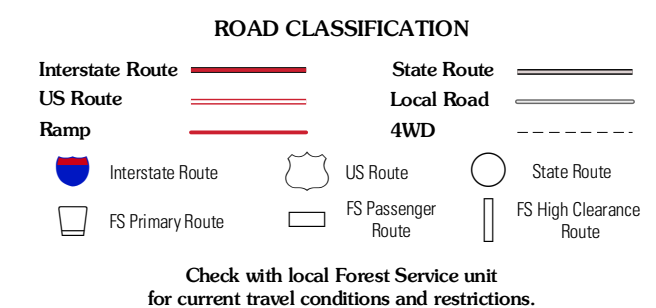 ROAD CLASSIFICATION
Interstate Route
State Route
US Route
Local Road
Ramp
4WD
Interstate Route
US Route
State Route
FS Primary Route
FS Passenger
Route
FS High Clearance
Route
Check with local Forest Service unit
for current travel conditions and restrictions.